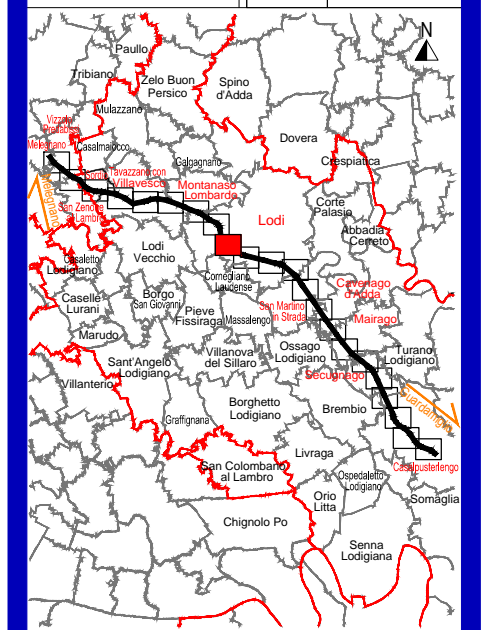 N
Paullo
Tribiano
Zelo Buon
Persico
Spino
d'Adda
Mulazzano
Vizzolo
Predabissi
Dovera
Melegnano
Casalmaiocco
Galgagnano
Crespiatica
Tavazzano con
Villavesco
Montanaso
Lombardo
Melegnano
San Zenone
al Lambro
Lodi
Corte
Palasio
Abbadia
Cerreto
Lodi
Vecchio
Casaletto
Lodigiano
Cornegliano
Laudense
Cavenago
d'Adda
Caselle
Lurani
Borgo
San Giovanni
Pieve
Fissiraga
Massalengo
San Martino
in Strada
Mairago
Marudo
Ossago
Lodigiano
Turano
Lodigiano
Sant'Angelo
Lodigiano
Villanova
del Sillaro
Secugnago
Villanterio
Borghetto
Lodigiano
Brembio
Graffignana
Livraga
Casalpusterlengo
San Colombano
al Lambro
Ospedaletto
Lodigiano
Orio
Litta
Somaglia
Chignolo Po
Senna
Lodigiana